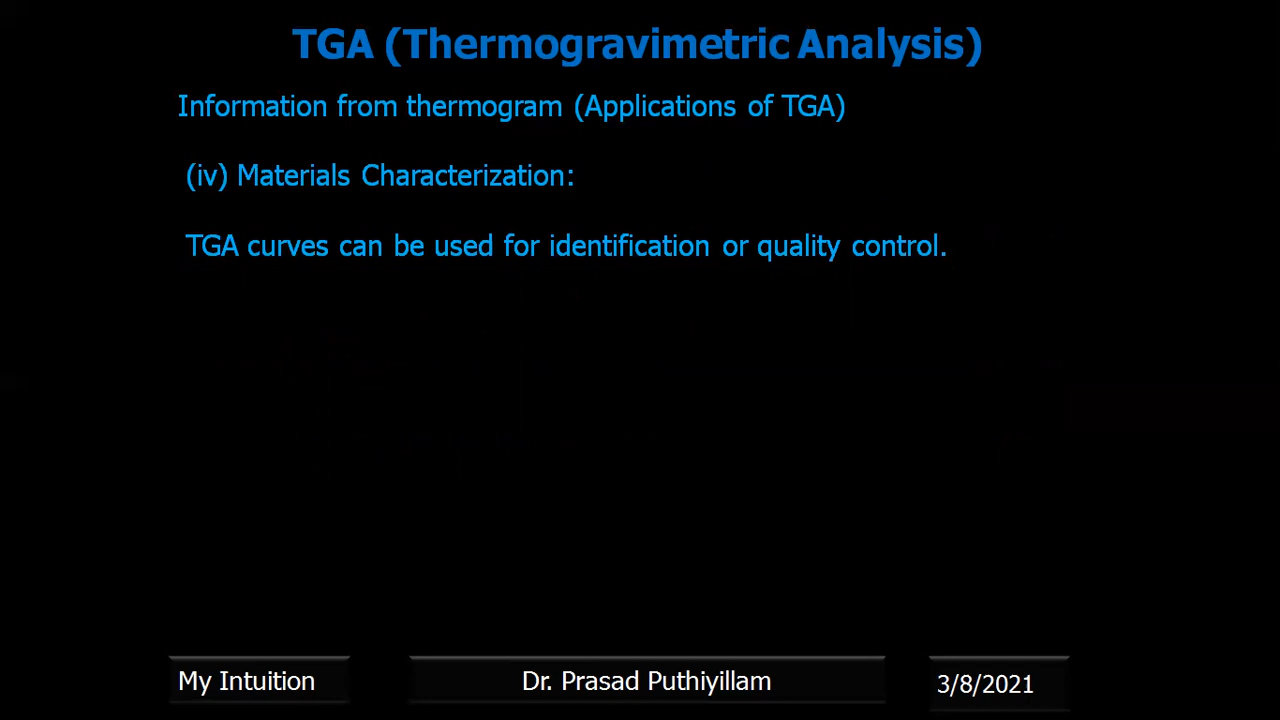 TGA (Thermogravimetric Analysis)
Information from thermogram (Applications of TGA)
(iv) Materials Characterization:
TGA curves can be used for identification or quality control.
My Intuition
Dr. Prasad Puthiyillam
3/8/2021